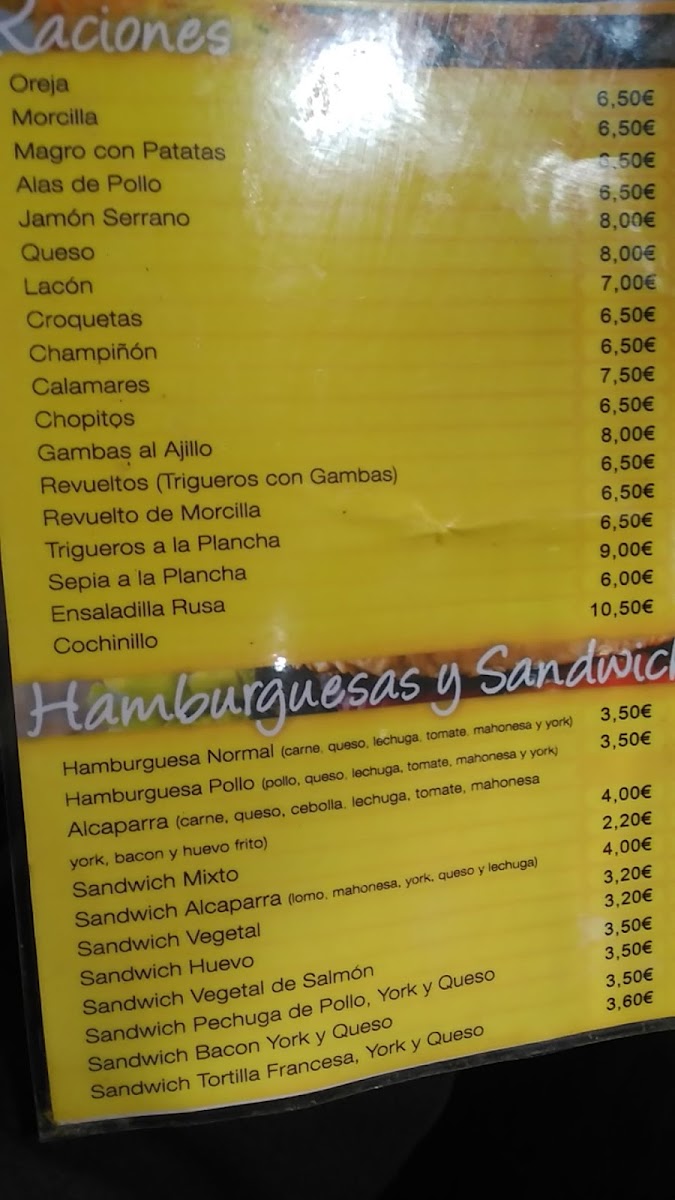 Raciones
Oreja 6,50€
Morcilla 6,50€
Magro con Patatas 6,50€
Alas de Pollo 6,50€
Jamón Serrano 8,00€
Queso 8,00€
Lacón 7,00€
Croquetas 6,50€
Champiñón 6,50€
Calamares 7,50€
Chopitos 6,50€
Gambas al Ajillo 8,00€
Revueltos (Trigueros con Gambas) 6,50€
Revuelto de Morcilla 6,50€
Trigueros a la Plancha 6,50€
Sepia a la Plancha 9,00€
Ensaladilla Rusa 6,00€
Cochinillo 10,50€
Hamburguesas y Sandwich
Hamburguesa Normal (carne, queso, lechuga, tomate, mahonesa y york) 3,50€
Hamburguesa Pollo (pollo, queso, lechuga, tomate, mahonesa y york) 3,50€
Alcaparra (carne, queso, cebolla, lechuga, tomate, mahonesa
york, bacon y huevo frito) 4,00€
Sandwich Mixto 2,20€
Sandwich Alcaparra (lomo, mahonesa, york, queso y lechuga) 4,00€
Sandwich Vegetal 3,20€
Sandwich Huevo 3,20€
Sandwich Vegetal de Salmón 3,50€
Sandwich Pechuga de Pollo, York y Queso 3,50€
Sandwich Bacon York y Queso 3,50€
Sandwich Tortilla Francesa, York y Queso 3,60€